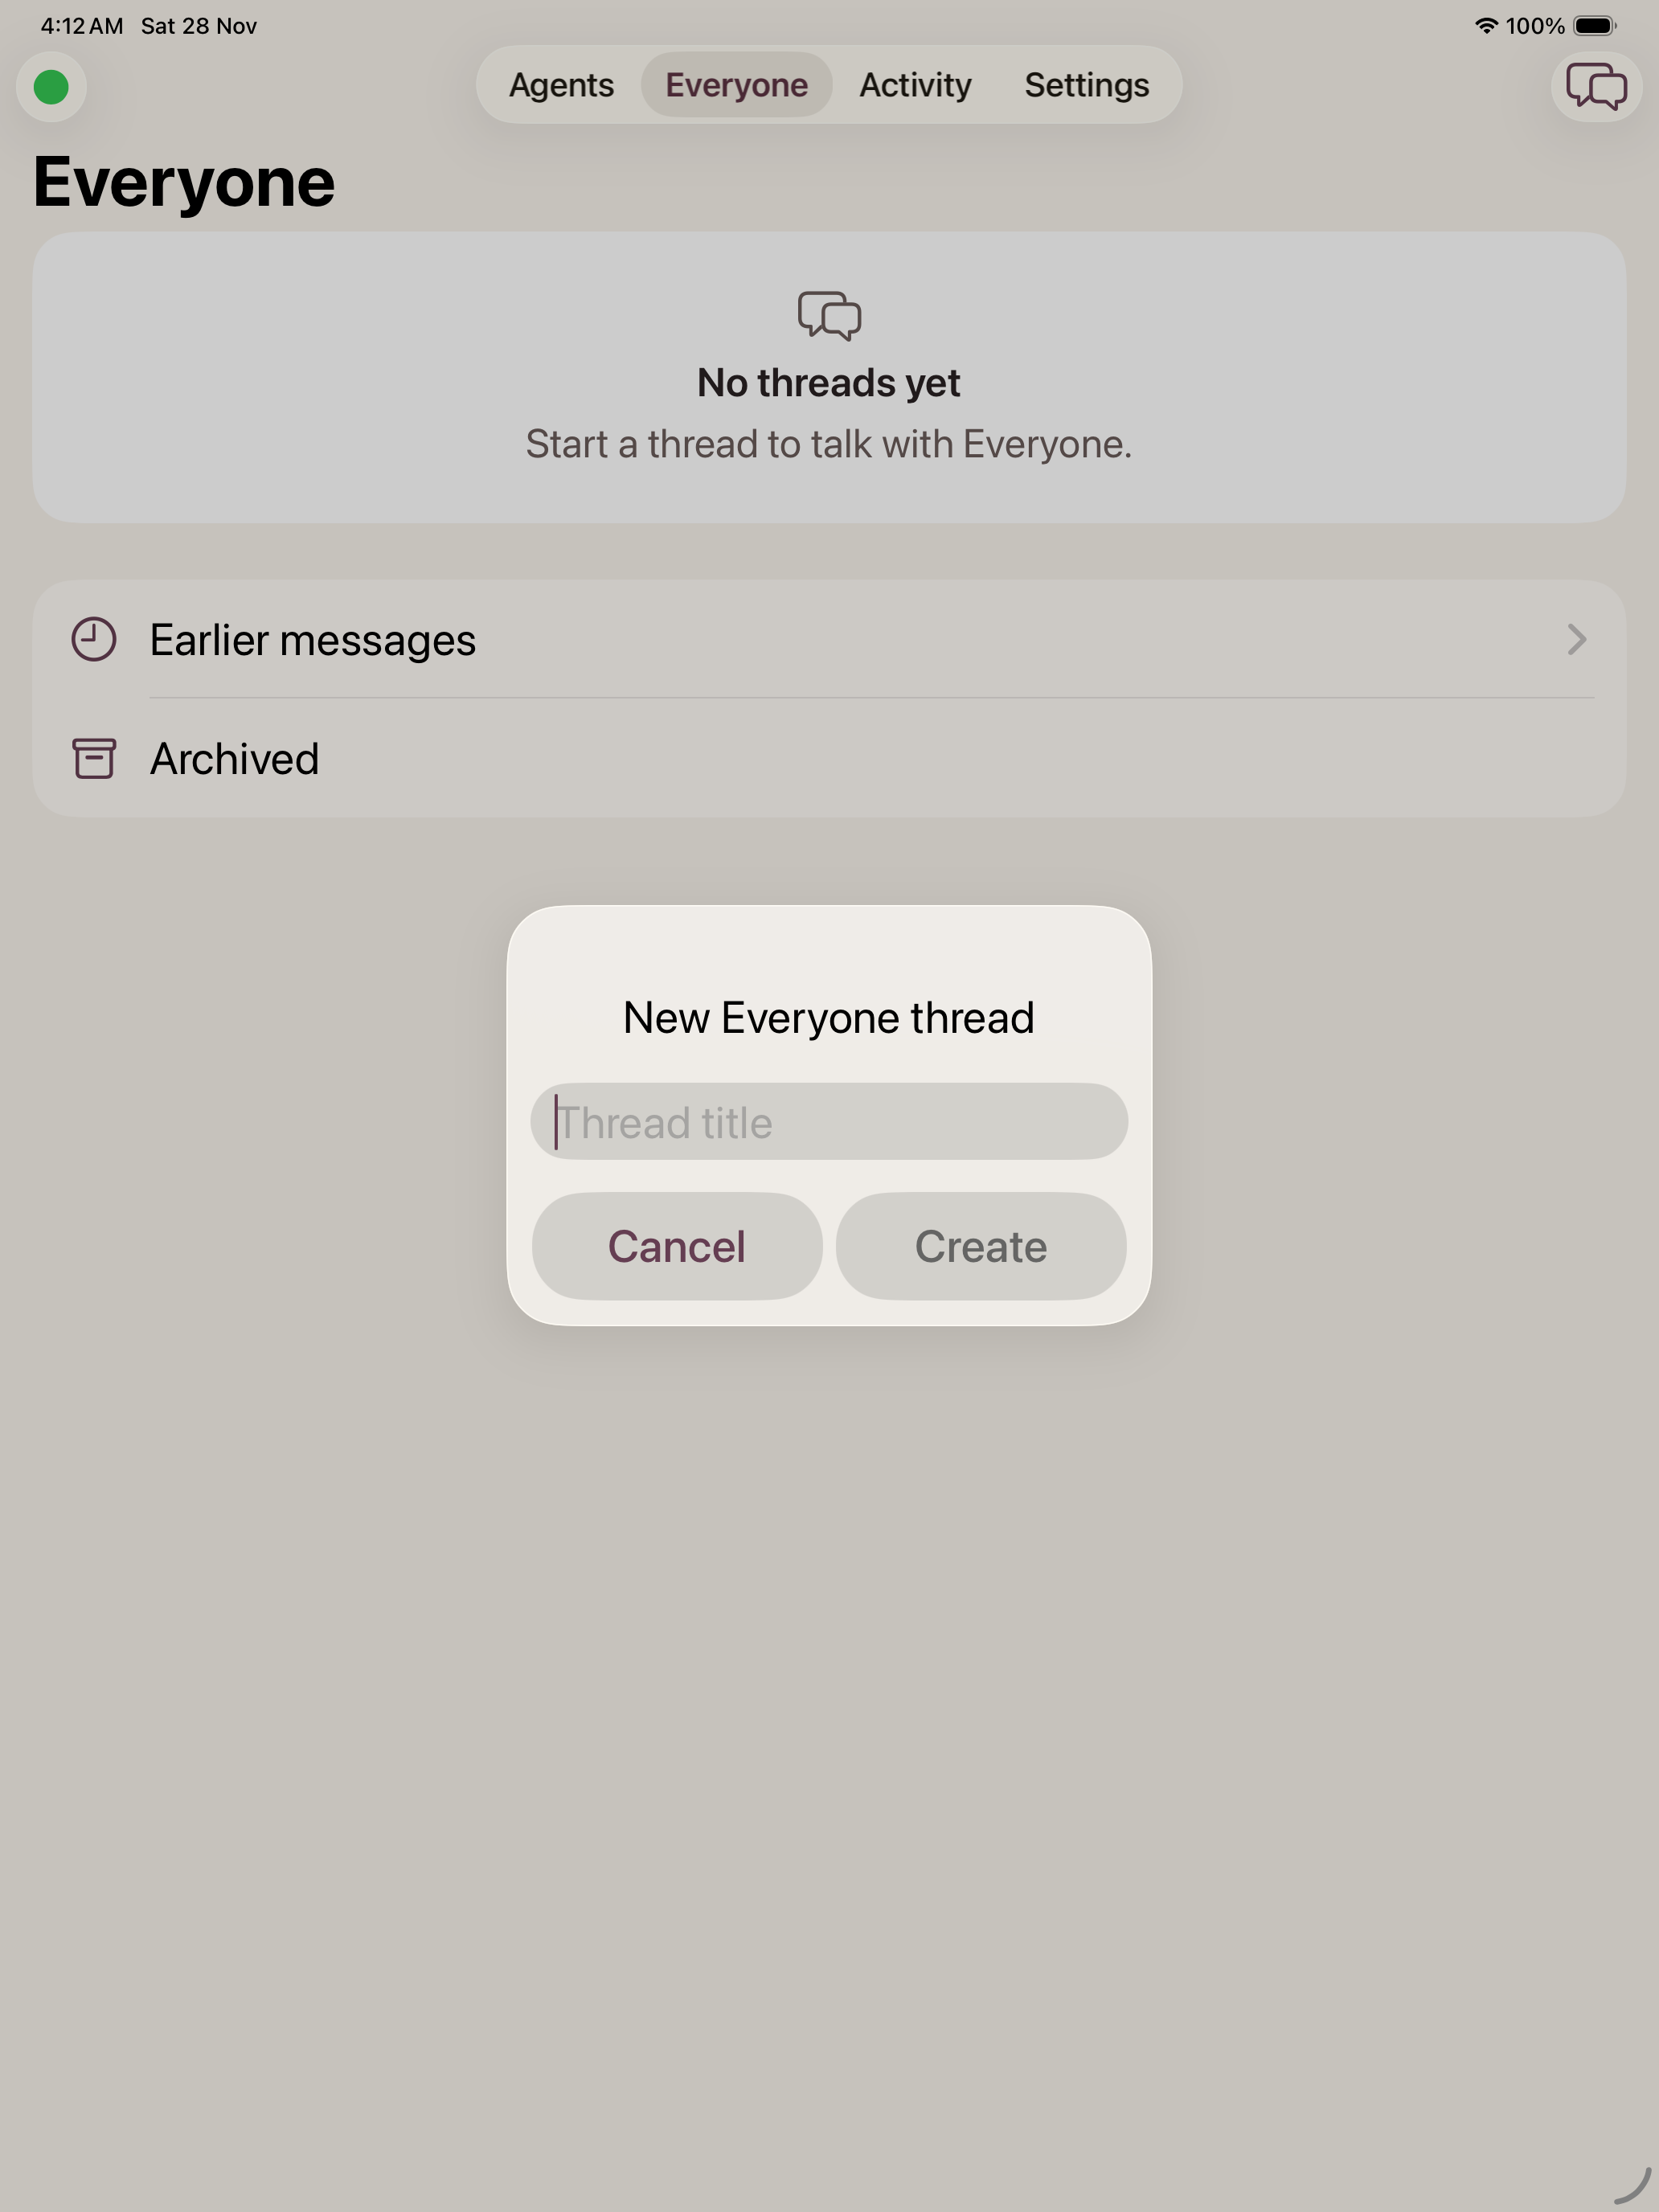 4:12 AM Sat 28 Nov
100%
Agents Everyone Activity Settings
Everyone
No threads yet
Start a thread to talk with Everyone.
Earlier messages
Archived
New Everyone thread
Thread title
Cancel Create